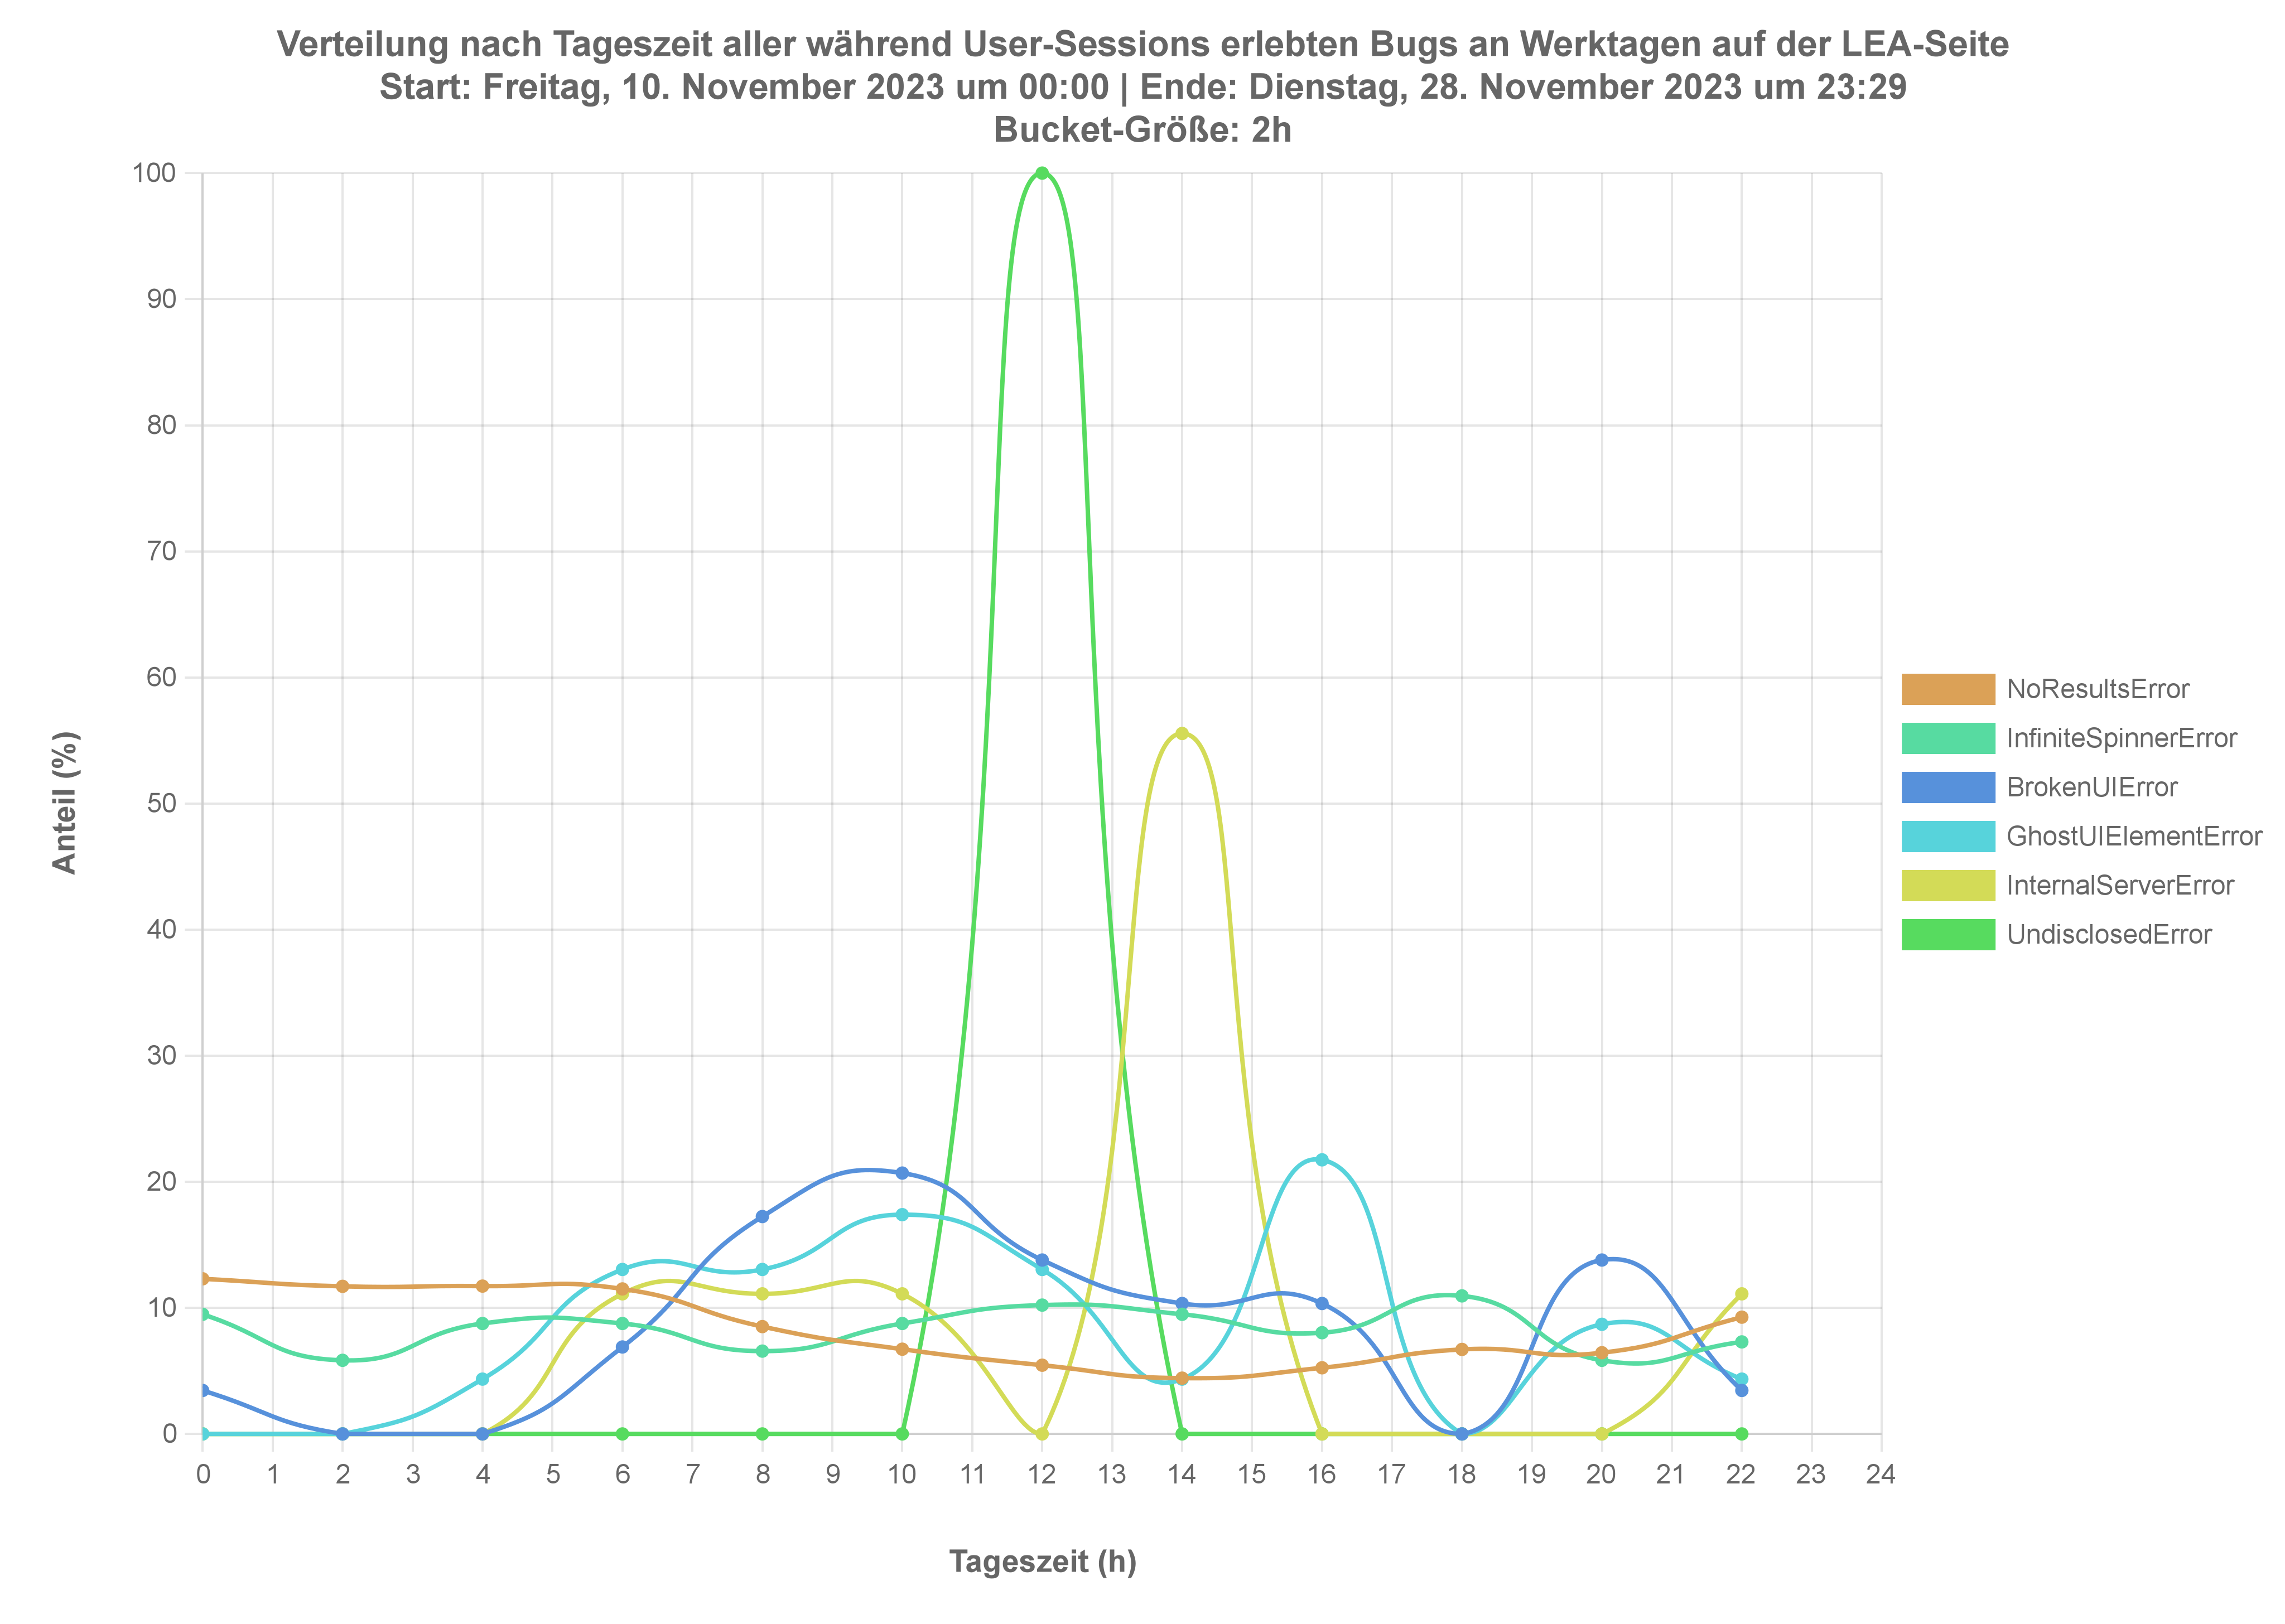 Verteilung nach Tageszeit aller während User-Sessions erlebten Bugs an Werktagen auf der LEA-Seite
Start: Freitag, 10. November 2023 um 00:00 | Ende: Dienstag, 28. November 2023 um 23:29
Bucket-Größe: 2h
100
90
80
70
60
50
40
30
20
10
0
Anteil (%)
0 1 2 3 4 5 6 7 8 9 10 11 12 13 14 15 16 17 18 19 20 21 22 23 24
Tageszeit (h)
NoResultsError
InfiniteSpinnerError
BrokenUIError
GhostUIElementError
InternalServerError
UndisclosedError